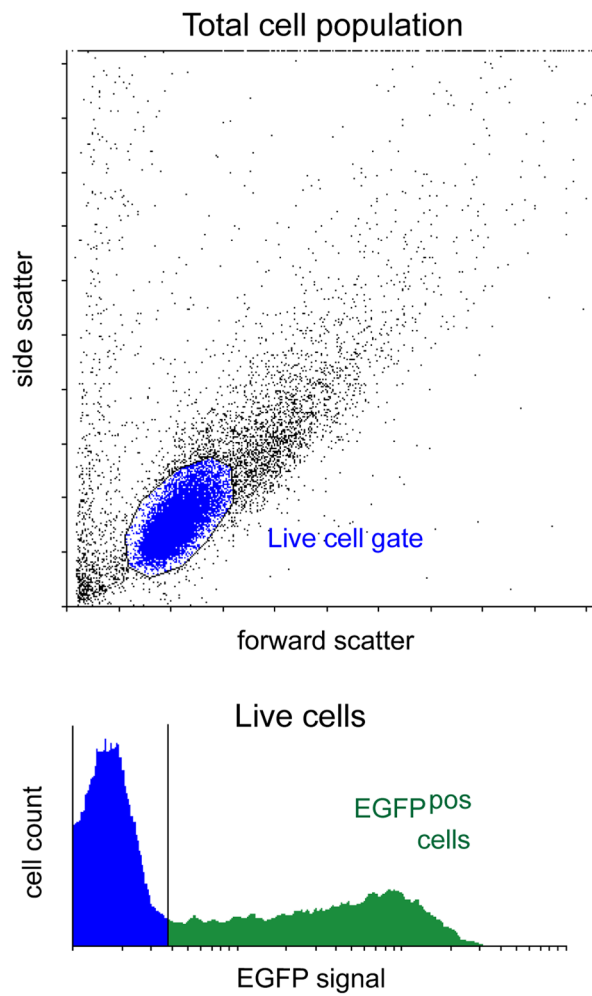 Total cell population
side scatter
Live cell gate
forward scatter
Live cells
cell count
EGFPpos
cells
EGFP signal